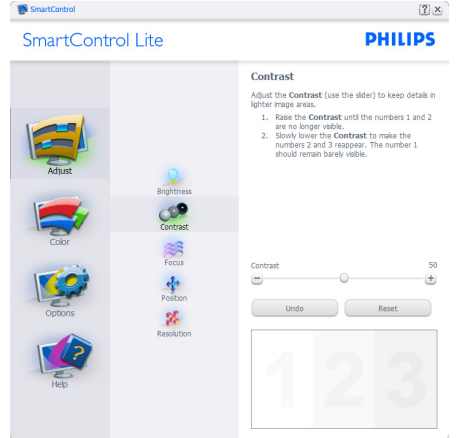 SmartControl
SmartControl Lite
PHILIPS
Adjust
Color
Options
Help
Brightness
Contrast
Focus
Position
Resolution
Contrast
Adjust the Contrast (use the slider) to keep details in
lighter image areas.
1. Raise the Contrast until the numbers 1 and 2
are no longer visible.
2. Slowly lower the Contrast to make the
numbers 2 and 3 reappear. The number 1
should remain barely visible.
Contrast 50
Undo Reset
1 2 3